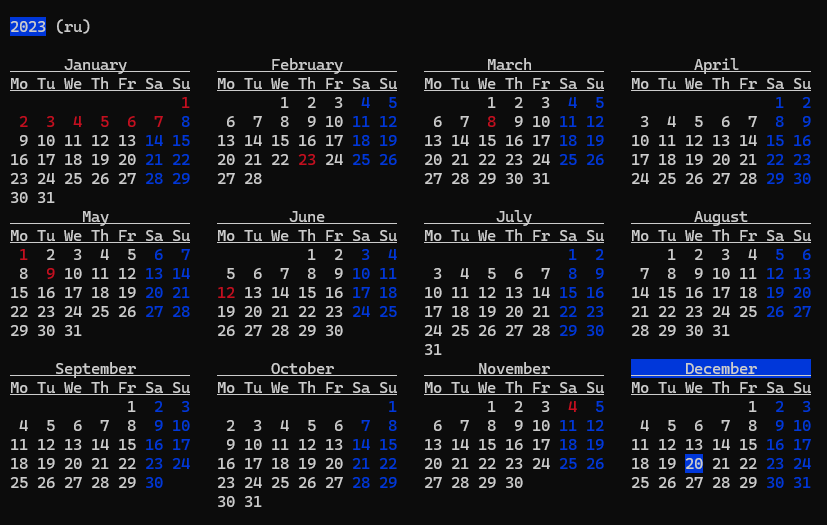 2023 (ru)
      January               February                 March                 April
Mo Tu We Th Fr Sa Su   Mo Tu We Th Fr Sa Su   Mo Tu We Th Fr Sa Su   Mo Tu We Th Fr Sa Su
                   1          1  2  3  4  5          1  2  3  4  5                   1  2
 2  3  4  5  6  7  8    6  7  8  9 10 11 12    6  7  8  9 10 11 12    3  4  5  6  7  8  9
 9 10 11 12 13 14 15   13 14 15 16 17 18 19   13 14 15 16 17 18 19   10 11 12 13 14 15 16
16 17 18 19 20 21 22   20 21 22 23 24 25 26   20 21 22 23 24 25 26   17 18 19 20 21 22 23
23 24 25 26 27 28 29   27 28                  27 28 29 30 31         24 25 26 27 28 29 30
30 31
        May                    June                   July                  August
Mo Tu We Th Fr Sa Su   Mo Tu We Th Fr Sa Su   Mo Tu We Th Fr Sa Su   Mo Tu We Th Fr Sa Su
 1  2  3  4  5  6  7             1  2  3  4                   1  2       1  2  3  4  5  6
 8  9 10 11 12 13 14    5  6  7  8  9 10 11    3  4  5  6  7  8  9    7  8  9 10 11 12 13
15 16 17 18 19 20 21   12 13 14 15 16 17 18   10 11 12 13 14 15 16   14 15 16 17 18 19 20
22 23 24 25 26 27 28   19 20 21 22 23 24 25   17 18 19 20 21 22 23   21 22 23 24 25 26 27
29 30 31               26 27 28 29 30         24 25 26 27 28 29 30   28 29 30 31
                                              31
     September               October                November               December
Mo Tu We Th Fr Sa Su   Mo Tu We Th Fr Sa Su   Mo Tu We Th Fr Sa Su   Mo Tu We Th Fr Sa Su
             1  2  3                      1          1  2  3  4  5                1  2  3
 4  5  6  7  8  9 10    2  3  4  5  6  7  8    6  7  8  9 10 11 12    4  5  6  7  8  9 10
11 12 13 14 15 16 17    9 10 11 12 13 14 15   13 14 15 16 17 18 19   11 12 13 14 15 16 17
18 19 20 21 22 23 24   16 17 18 19 20 21 22   20 21 22 23 24 25 26   18 19 20 21 22 23 24
25 26 27 28 29 30      23 24 25 26 27 28 29   27 28 29 30            25 26 27 28 29 30 31
                       30 31